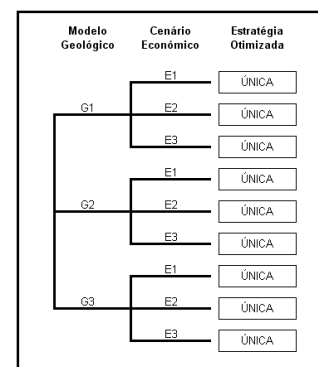 Modelo Cenário Estratégia
Geológico Económico Otimizada
E1 ÚNICA
G1 E2 ÚNICA
E3 ÚNICA
E1 ÚNICA
G2 E2 ÚNICA
E3 ÚNICA
E1 ÚNICA
G3 E2 ÚNICA
E3 ÚNICA